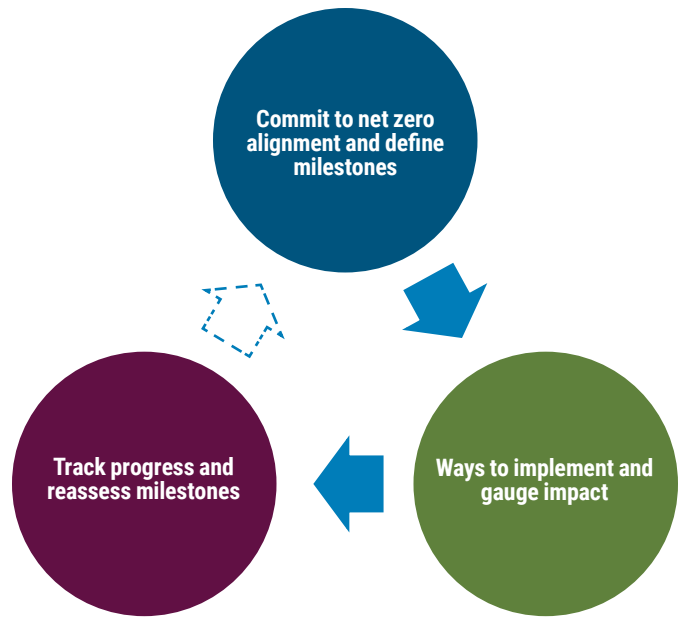 Commit to net zero
alignment and define
milestones
Ways to implement and
gauge impact
Track progress and
reassess milestones